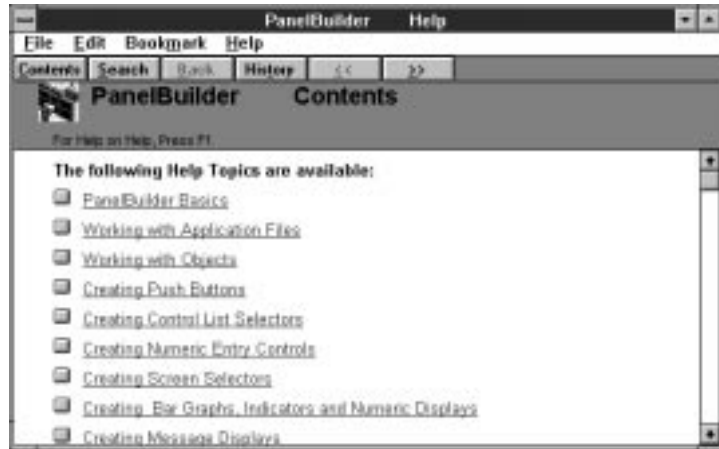 PanelBuilder Help
File Edit Bookmark Help
Contents Search Back History << >>
PanelBuilder Contents
For Help on Help, Press F1.
The following Help Topics are available:
PanelBuilder Basics
Working with Application Files
Working with Objects
Creating Push Buttons
Creating Control List Selectors
Creating Numeric Entry Controls
Creating Screen Selectors
Creating Bar Graphs, Indicators and Numeric Displays
Creating Message Displays